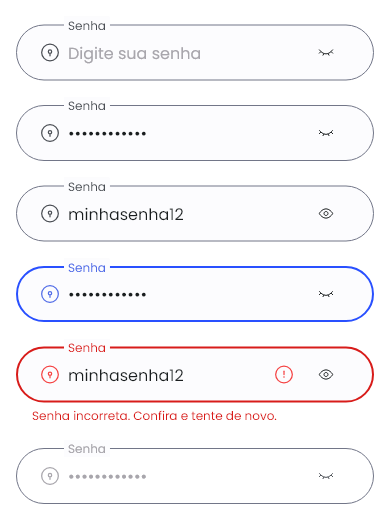 Senha
Digite sua senha
Senha
••••••••••••
Senha
minhasenha12
Senha
••••••••••••
Senha
minhasenha12
Senha incorreta. Confira e tente de novo.
Senha
••••••••••••